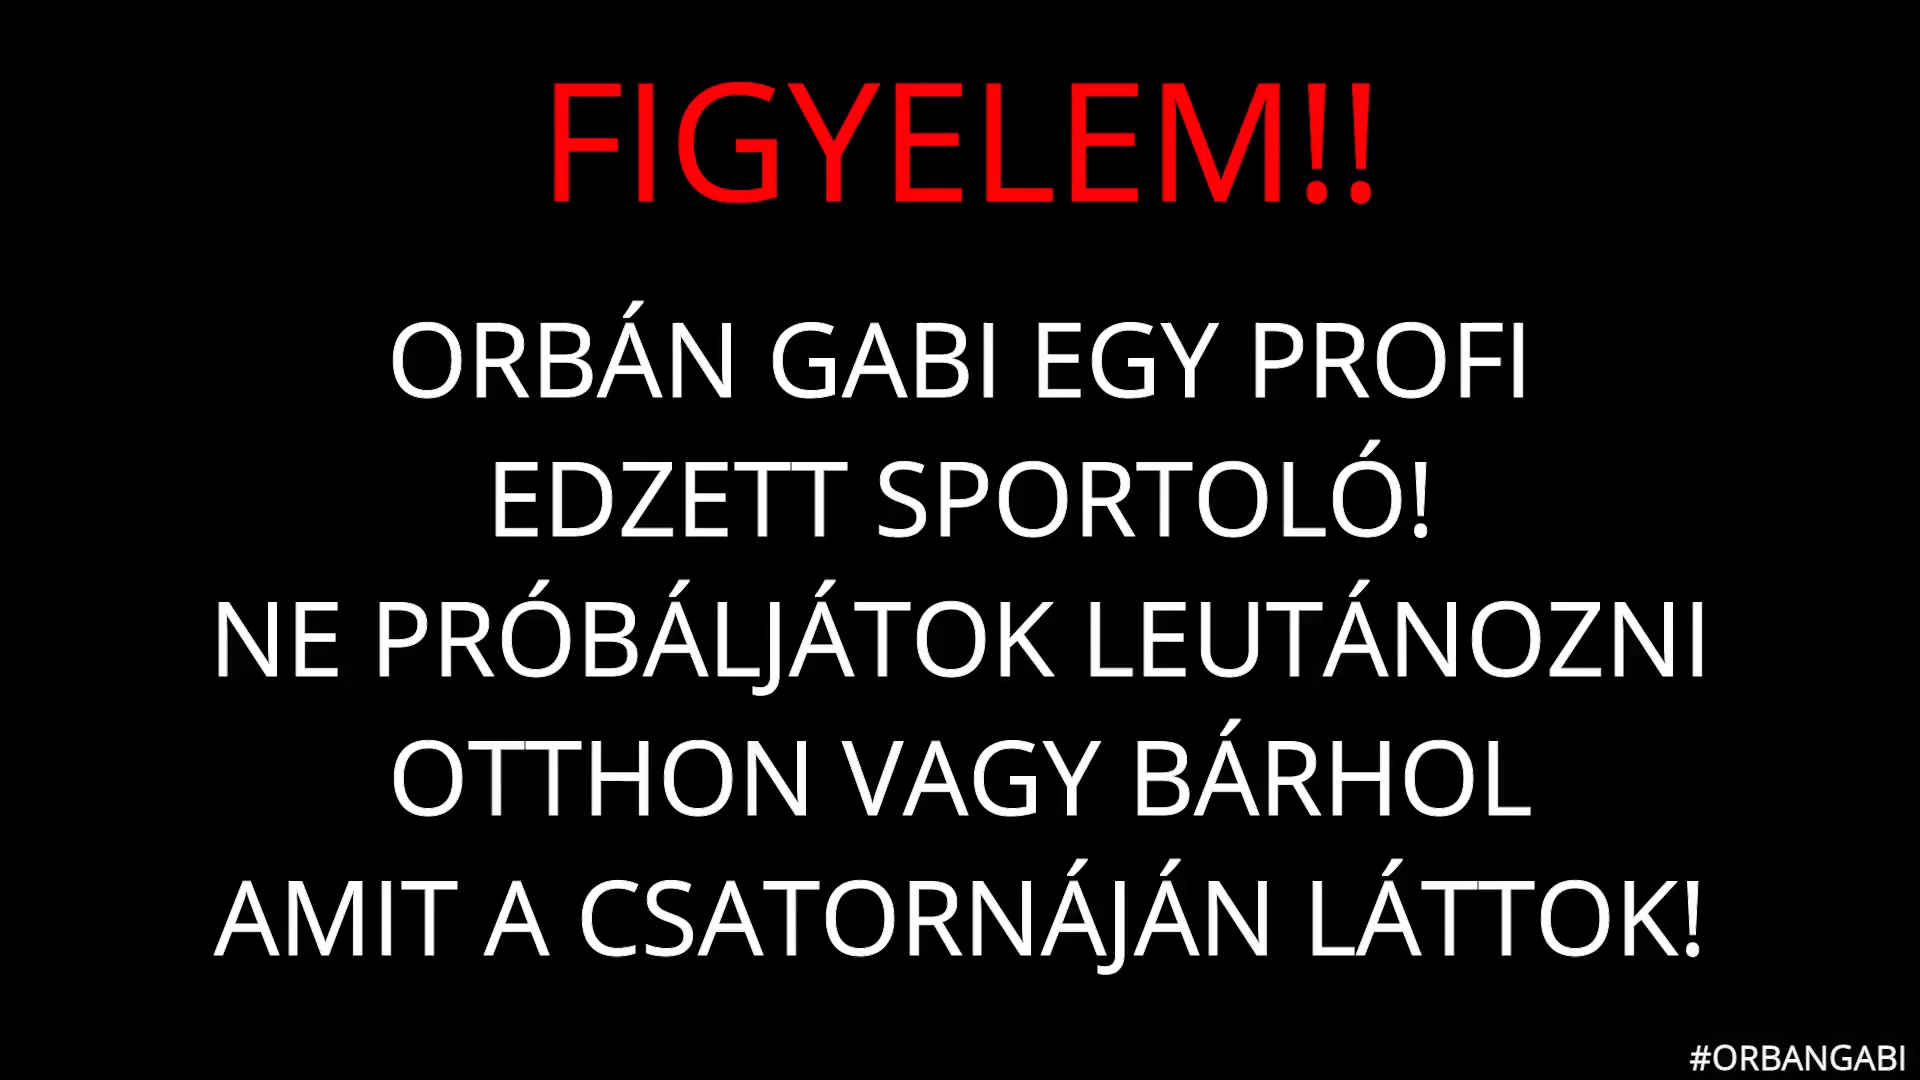 FIGYELEM!!
ORBÁN GABI EGY PROFI
EDZETT SPORTOLÓ!
NE PRÓBÁLJÁTOK LEUTÁNOZNI
OTTHON VAGY BÁRHOL
AMIT A CSATORNÁJÁN LÁTTOK!
#ORBANGABI